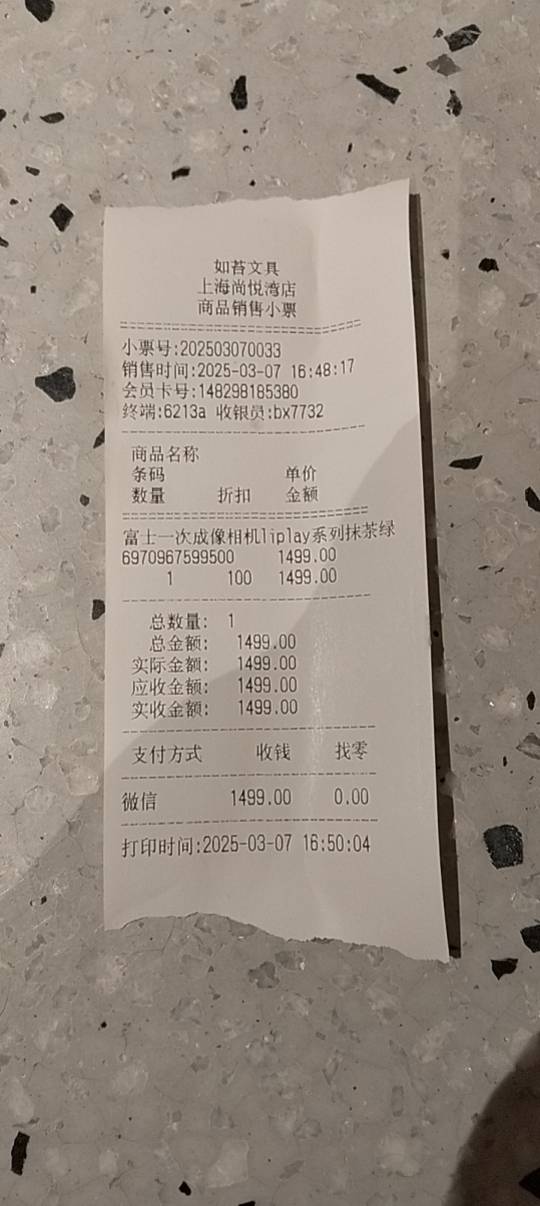 如苔文具
上海尚悦湾店
商品销售小票
小票号:202503070033
销售时间:2025-03-07 16:48:17
会员卡号:148298185380
终端:6213a 收银员:bx7732
商品名称
条码 单价
数量 折扣 金额
富士一次成像相机liplay系列抹茶绿
6970967599500 1499.00
1 100 1499.00
总数量: 1
总金额: 1499.00
实际金额: 1499.00
应收金额: 1499.00
实收金额: 1499.00
支付方式 收钱 找零
微信 1499.00 0.00
打印时间:2025-03-07 16:50:04